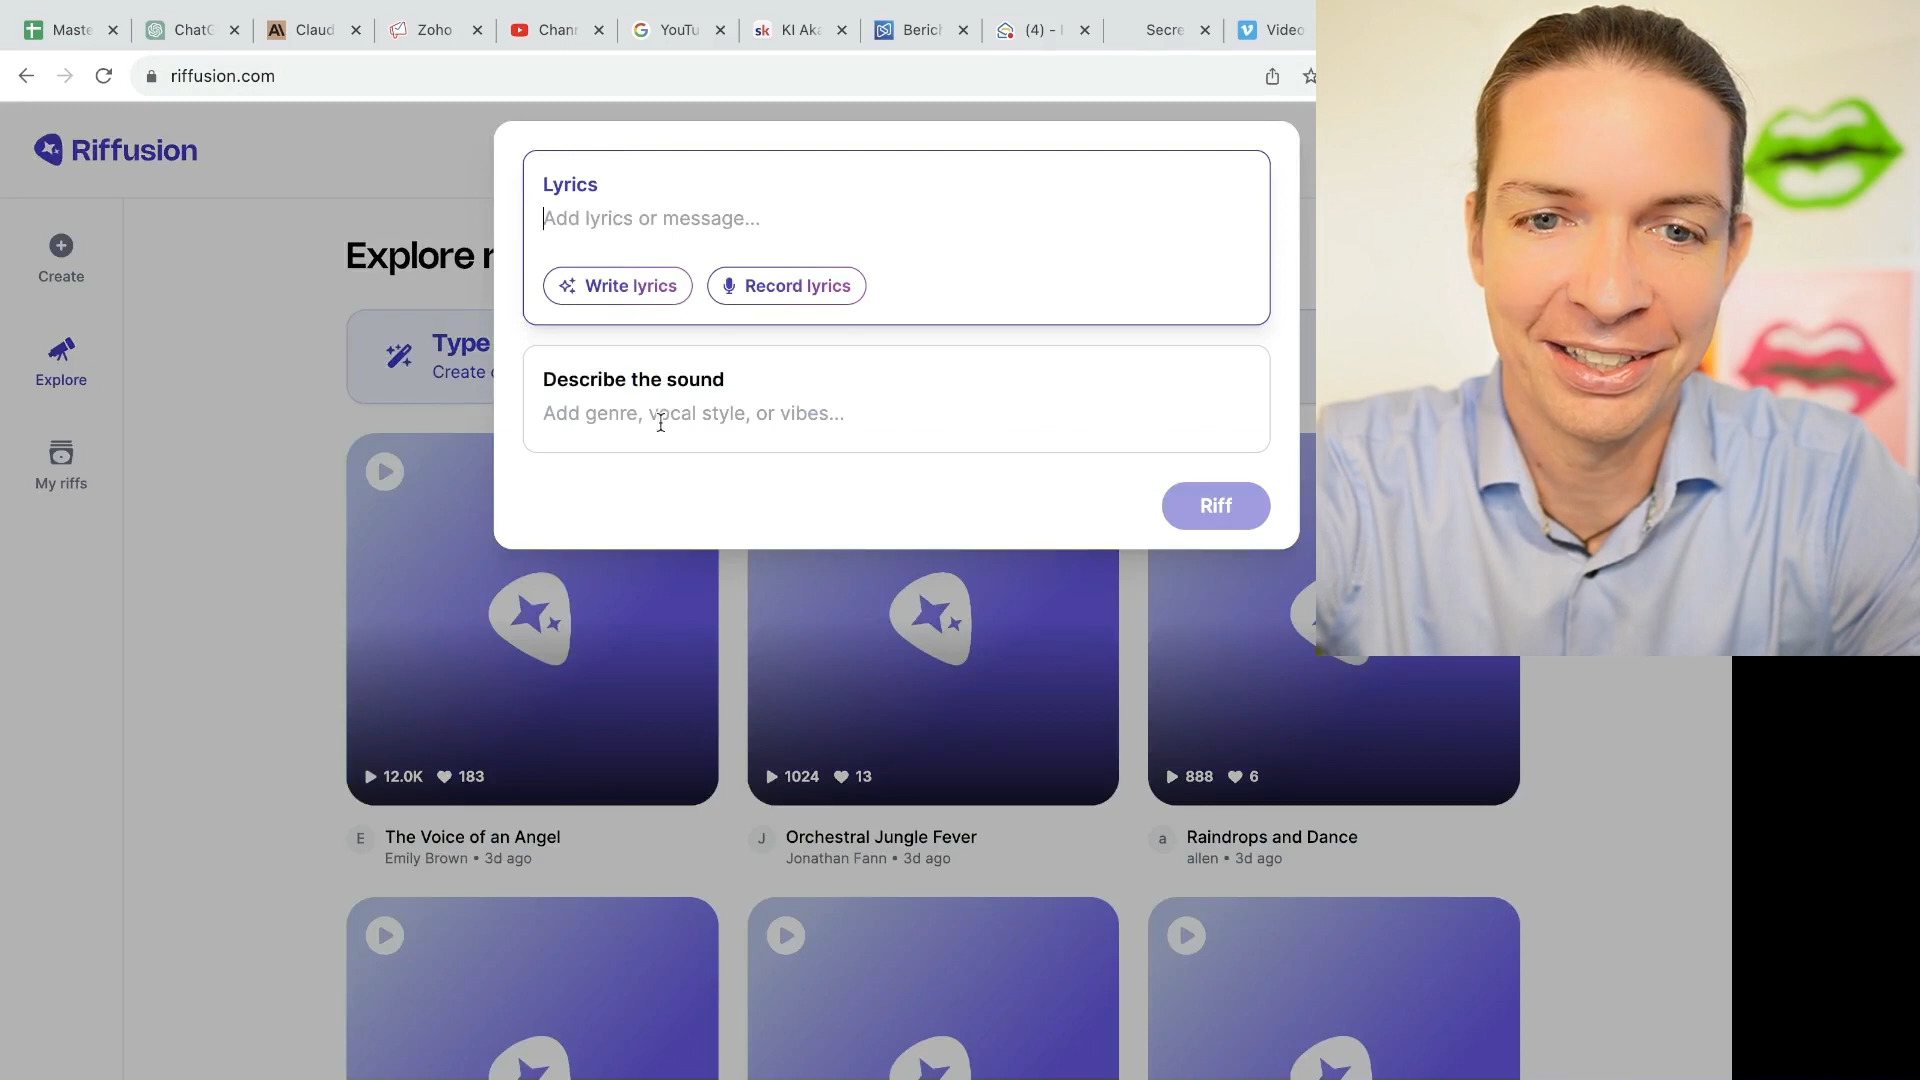 Maste
ChatG
Claud
Zoho
Chann
YouTu
sk KI Aka
Berich
(4) -
Secre
Video
riffusion.com
Riffusion
Create
Explore
My riffs
Explore
Type
Create
Lyrics
Add lyrics or message...
Write lyrics
Record lyrics
Describe the sound
Add genre, vocal style, or vibes...
Riff
12.0K 183
1024 13
888 6
E The Voice of an Angel
Emily Brown • 3d ago
J Orchestral Jungle Fever
Jonathan Fann • 3d ago
a Raindrops and Dance
allen • 3d ago